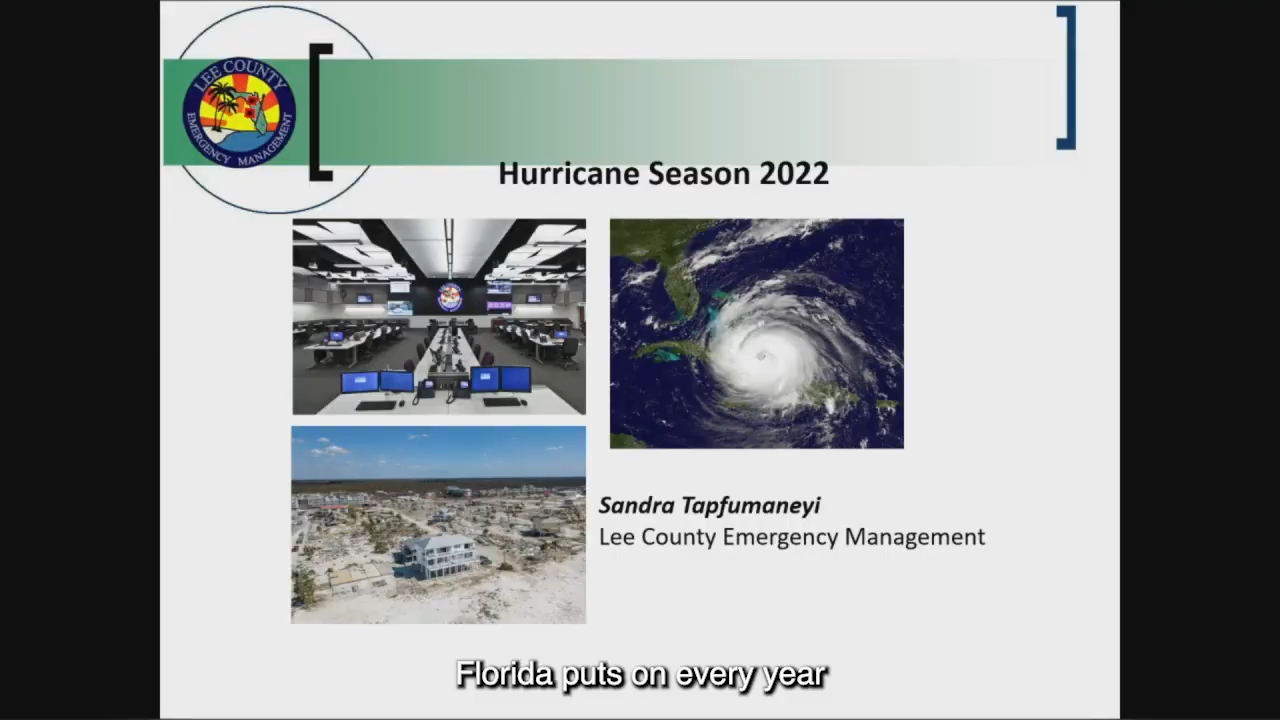 LEE COUNTY
EMERGENCY MANAGEMENT
Hurricane Season 2022
Sandra Tapfumaneyi
Lee County Emergency Management
Florida puts on every year